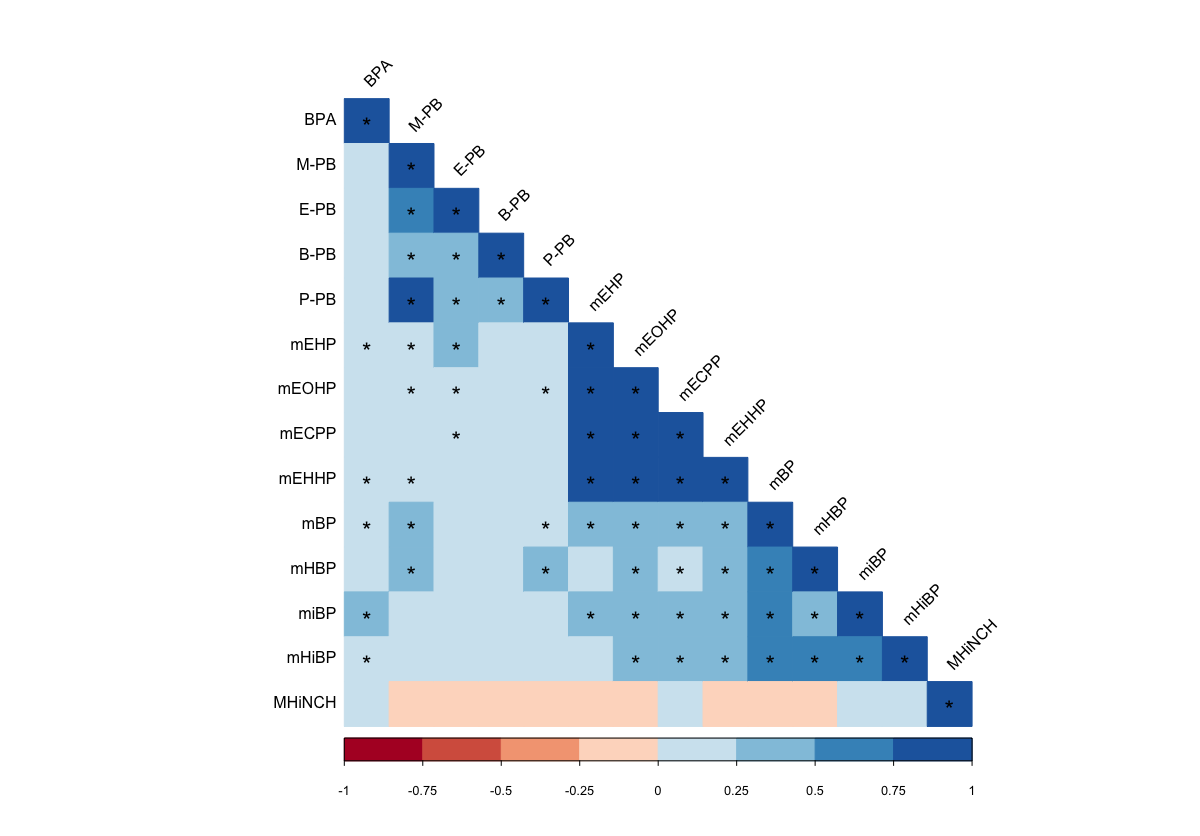 BPA
M-PB
E-PB
B-PB
P-PB
mEHP
mEOHP
mECPP
mEHHP
mBP
mHBP
miBP
mHiBP
MHiNCH
BPA *
M-PB *
E-PB * *
B-PB * * *
P-PB * * * *
mEHP * * * *
mEOHP * * * * *
mECPP * * * *
mEHHP * * * * * *
mBP * * * * * * * *
mHBP * * * * * * *
miBP * * * * * * * *
mHiBP * * * * * * * *
MHiNCH *
-1 -0.75 -0.5 -0.25 0 0.25 0.5 0.75 1